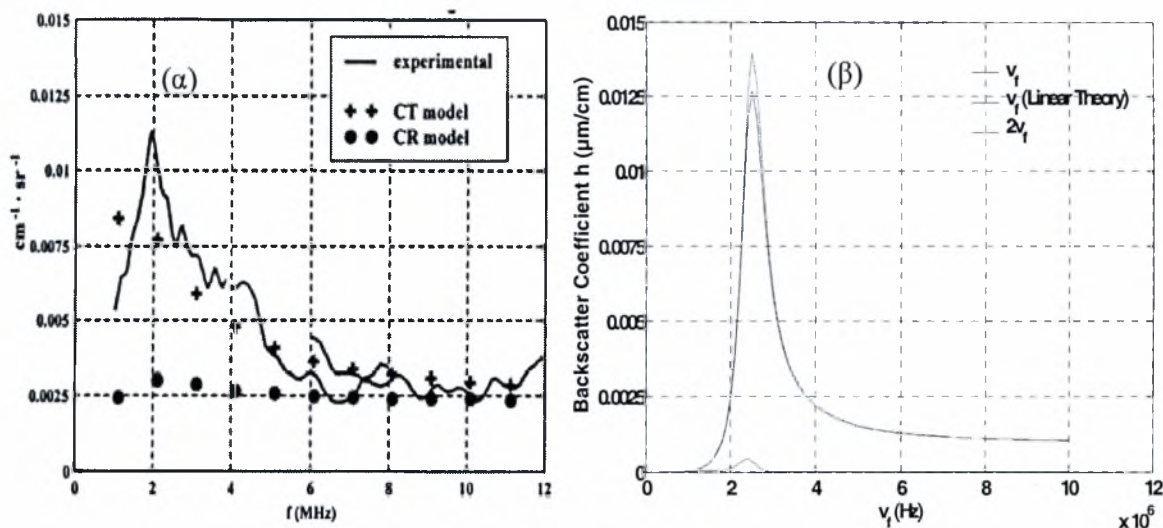 (α)
experimental
CT model
CR model
0.015
0.0125
0.01
0.0075
0.005
0.0025
0
cm⁻¹ · sr⁻¹
0 2 4 6 8 10 12
f (MHz)
(β)
v_f
v_f (Linear Theory)
2v_f
0.015
0.0125
0.01
0.0075
0.005
0.0025
0
Backscatter Coefficient h (μm/cm)
0 2 4 6 8 10 12
v_f (Hz)
x 10⁶